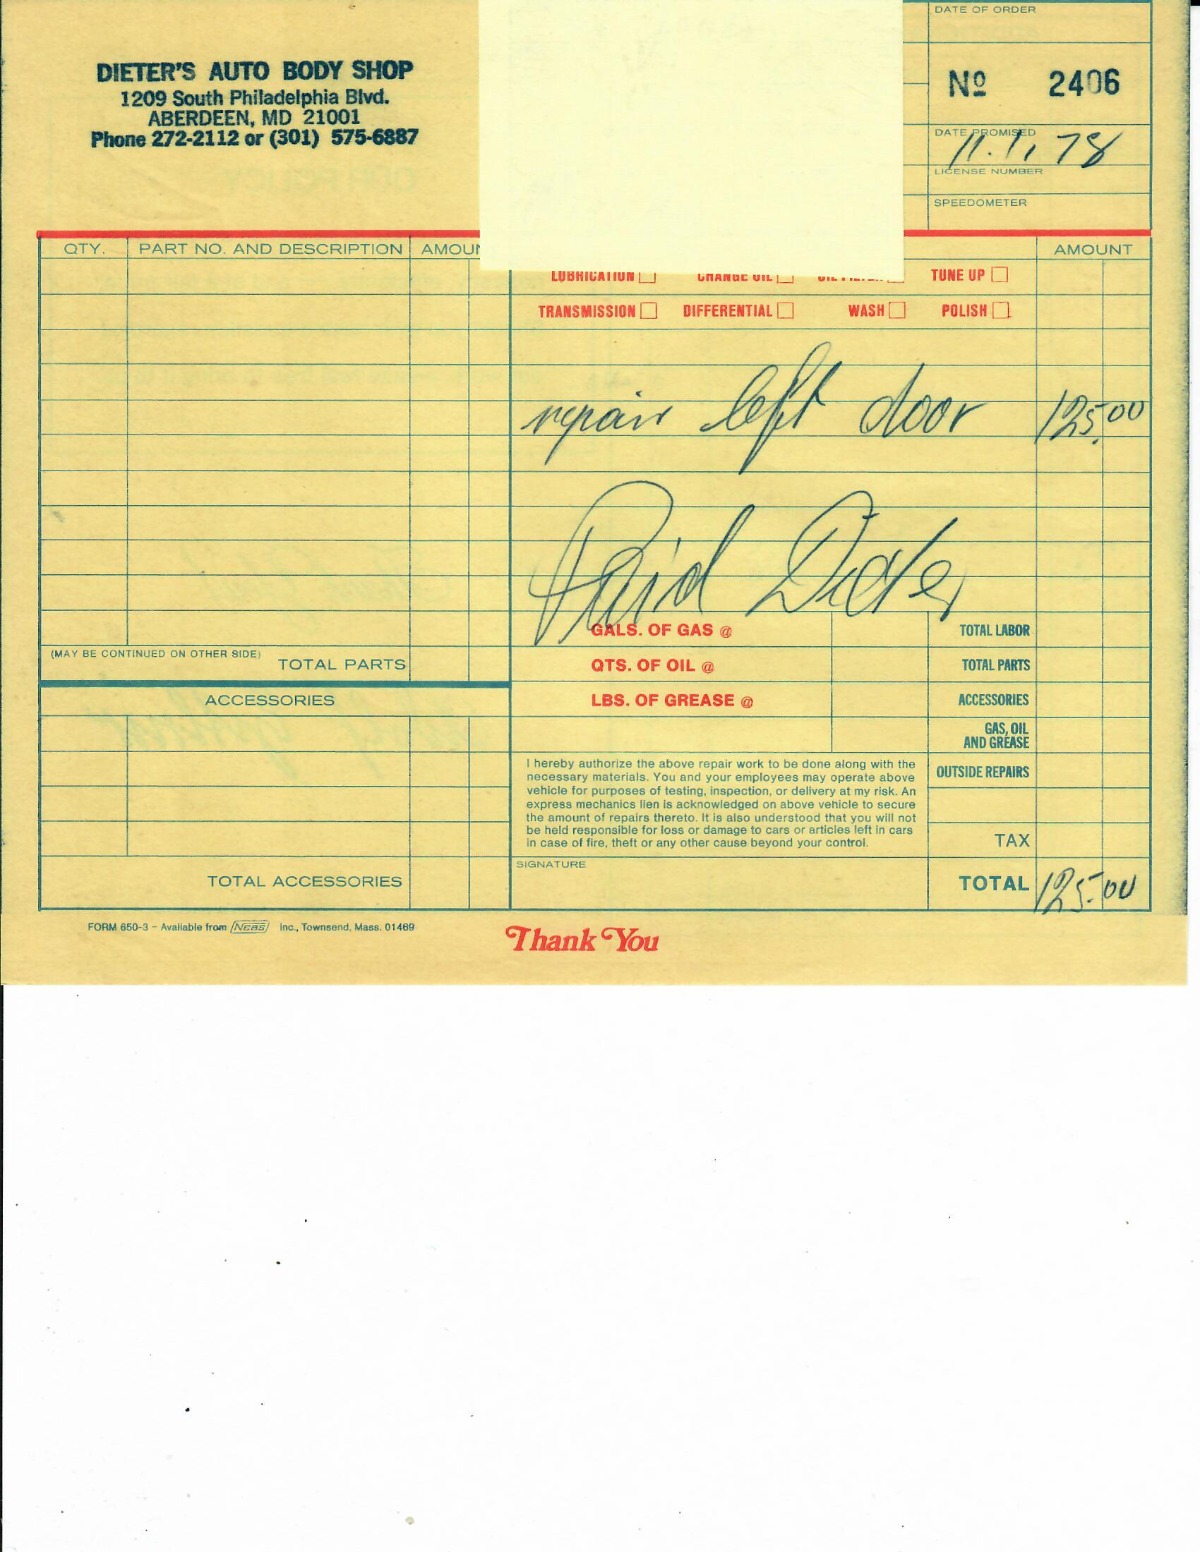 DATE OF ORDER
DIETER'S AUTO BODY SHOP
1209 South Philadelphia Blvd.
ABERDEEN, MD 21001
Phone 272-2112 or (301) 575-6887
Nº 2406
DATE PROMISED
11.1.78
LICENSE NUMBER
SPEEDOMETER
QTY. PART NO. AND DESCRIPTION AMOUN AMOUNT
LUBRICATION CHANGE OIL OIL FILTER TUNE UP
TRANSMISSION DIFFERENTIAL WASH POLISH
repair left door 125.00
Paid Dieter
GALS. OF GAS @ TOTAL LABOR
(MAY BE CONTINUED ON OTHER SIDE) TOTAL PARTS QTS. OF OIL @ TOTAL PARTS
ACCESSORIES LBS. OF GREASE @ ACCESSORIES
GAS, OIL
AND GREASE
I hereby authorize the above repair work to be done along with the
necessary materials. You and your employees may operate above
vehicle for purposes of testing, inspection, or delivery at my risk. An
express mechanics lien is acknowledged on above vehicle to secure
the amount of repairs thereto. It is also understood that you will not
be held responsible for loss or damage to cars or articles left in cars
in case of fire, theft or any other cause beyond your control.
OUTSIDE REPAIRS
TAX
SIGNATURE
TOTAL ACCESSORIES TOTAL 125.00
FORM 650-3 - Available from NEBS Inc., Townsend, Mass. 01469
Thank You